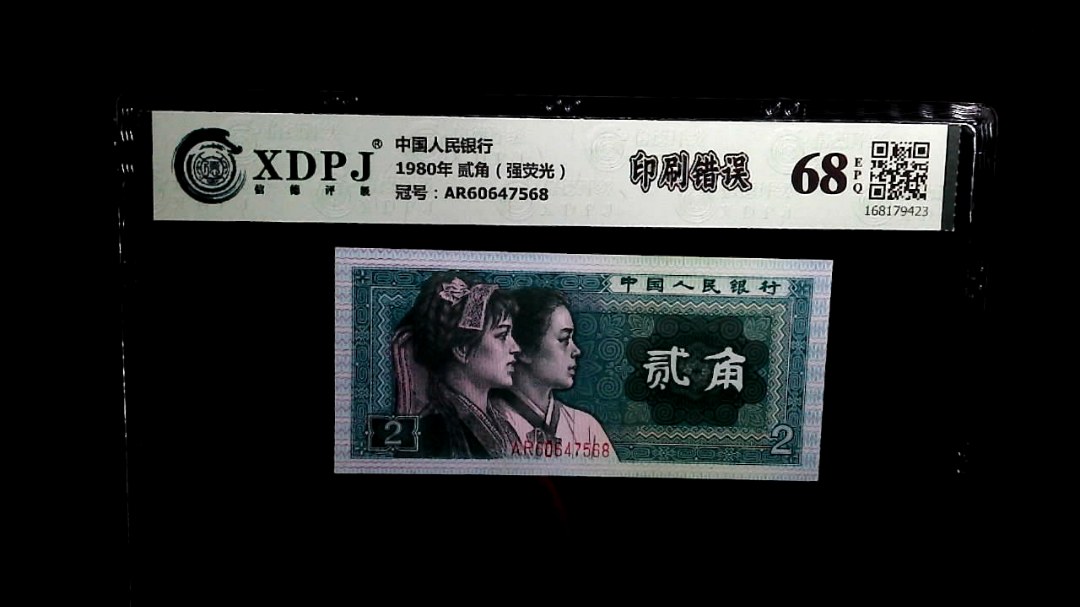 XDPJ®
信德评级
中国人民银行
1980年 贰角（强荧光）
冠号：AR60647568
印刷错误
68
EPQ
168179423
中国人民银行
贰角
2
2
AR60647568